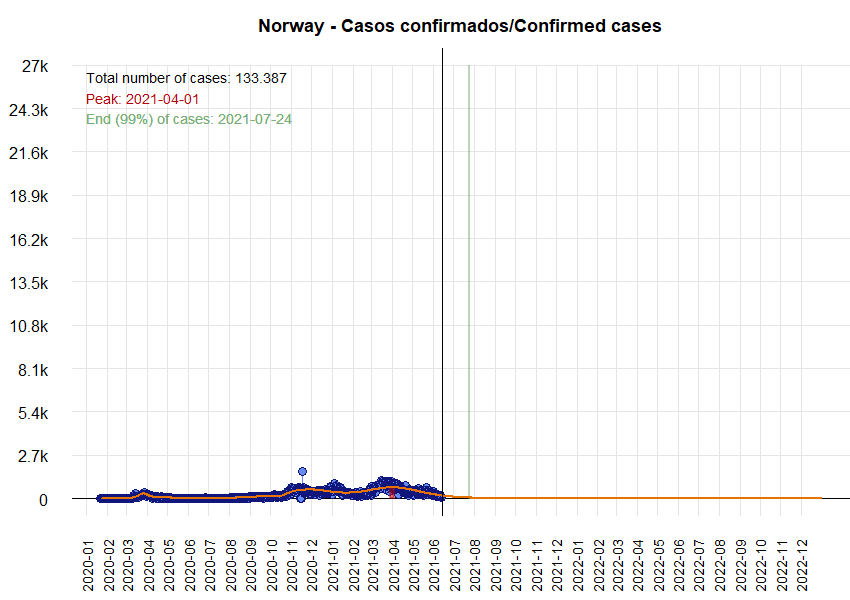 Norway - Casos confirmados/Confirmed cases
Total number of cases: 133.387
Peak: 2021-04-01
End (99%) of cases: 2021-07-24
27k
24.3k
21.6k
18.9k
16.2k
13.5k
10.8k
8.1k
5.4k
2.7k
0
2020-01
2020-02
2020-03
2020-04
2020-05
2020-06
2020-07
2020-08
2020-09
2020-10
2020-11
2020-12
2021-01
2021-02
2021-03
2021-04
2021-05
2021-06
2021-07
2021-08
2021-09
2021-10
2021-11
2021-12
2022-01
2022-02
2022-03
2022-04
2022-05
2022-06
2022-07
2022-08
2022-09
2022-10
2022-11
2022-12